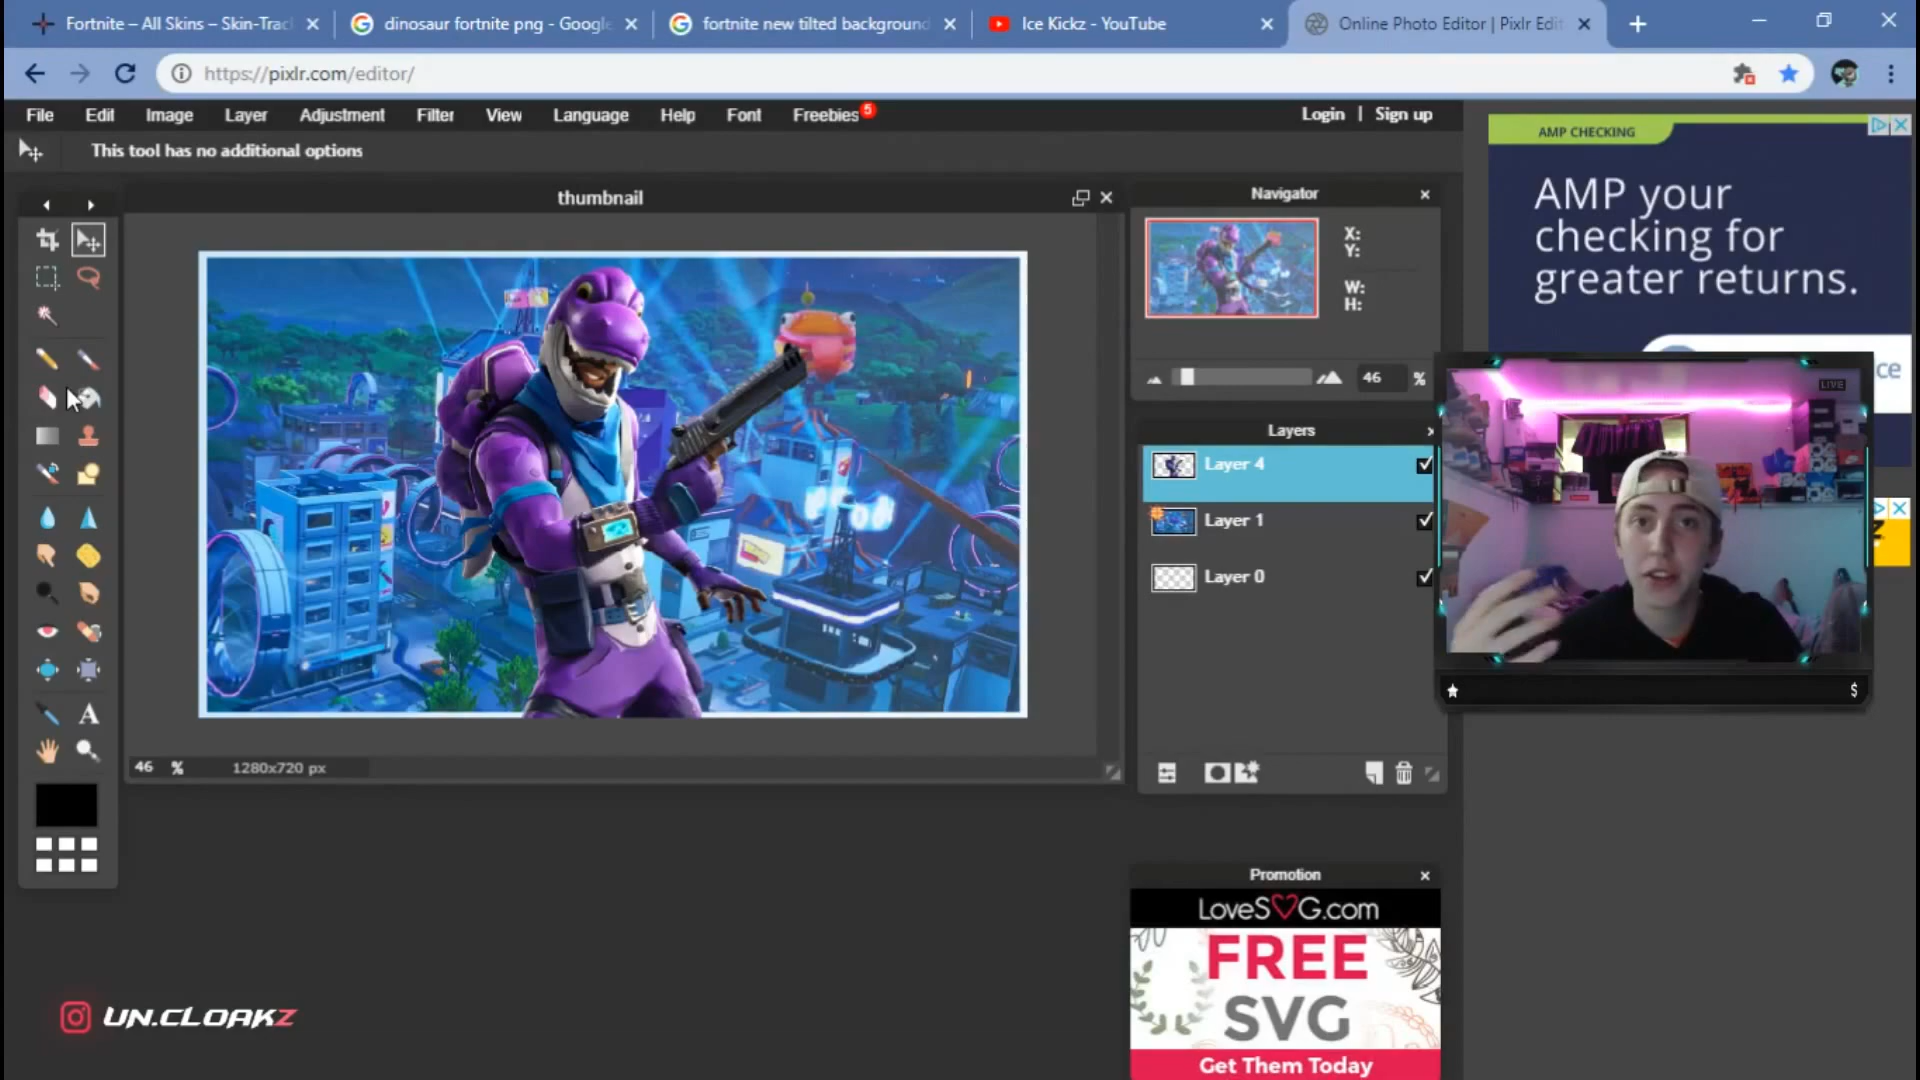 Fortnite – All Skins – Skin-Trac
dinosaur fortnite png - Google
fortnite new tilted background
Ice Kickz - YouTube
Online Photo Editor | Pixlr Edit
https://pixlr.com/editor/
File Edit Image Layer Adjustment Filter View Language Help Font Freebies 5
Login | Sign up
This tool has no additional options
thumbnail
46 % 1280x720 px
Navigator
X:
Y:
W:
H:
46 %
Layers
Layer 4
Layer 1
Layer 0
AMP CHECKING
AMP your
checking for
greater returns.
ce
LIVE
$
A
Promotion
LoveSVG.com
FREE
SVG
Get Them Today
UN.CLOAKZ